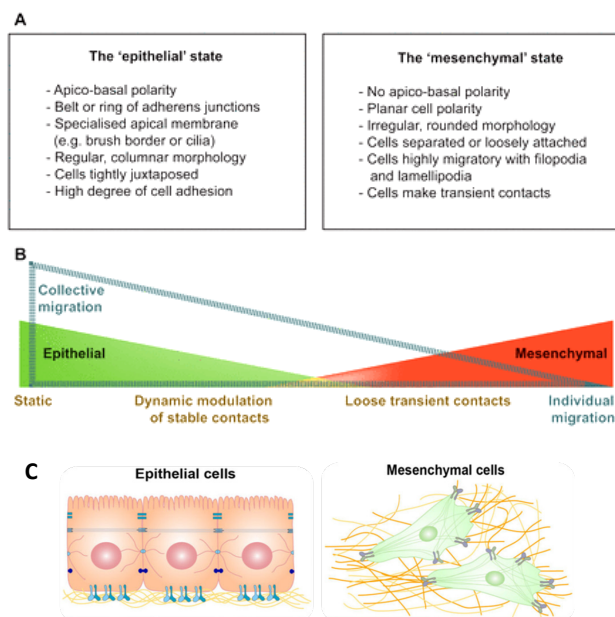 A
The 'epithelial' state
- Apico-basal polarity
- Belt or ring of adherens junctions
- Specialised apical membrane
(e.g. brush border or cilia)
- Regular, columnar morphology
- Cells tightly juxtaposed
- High degree of cell adhesion
The 'mesenchymal' state
- No apico-basal polarity
- Planar cell polarity
- Irregular, rounded morphology
- Cells separated or loosely attached
- Cells highly migratory with filopodia
and lamellipodia
- Cells make transient contacts
B
Collective
migration
Epithelial
Mesenchymal
Static
Dynamic modulation
of stable contacts
Loose transient contacts
Individual
migration
C
Epithelial cells
Mesenchymal cells